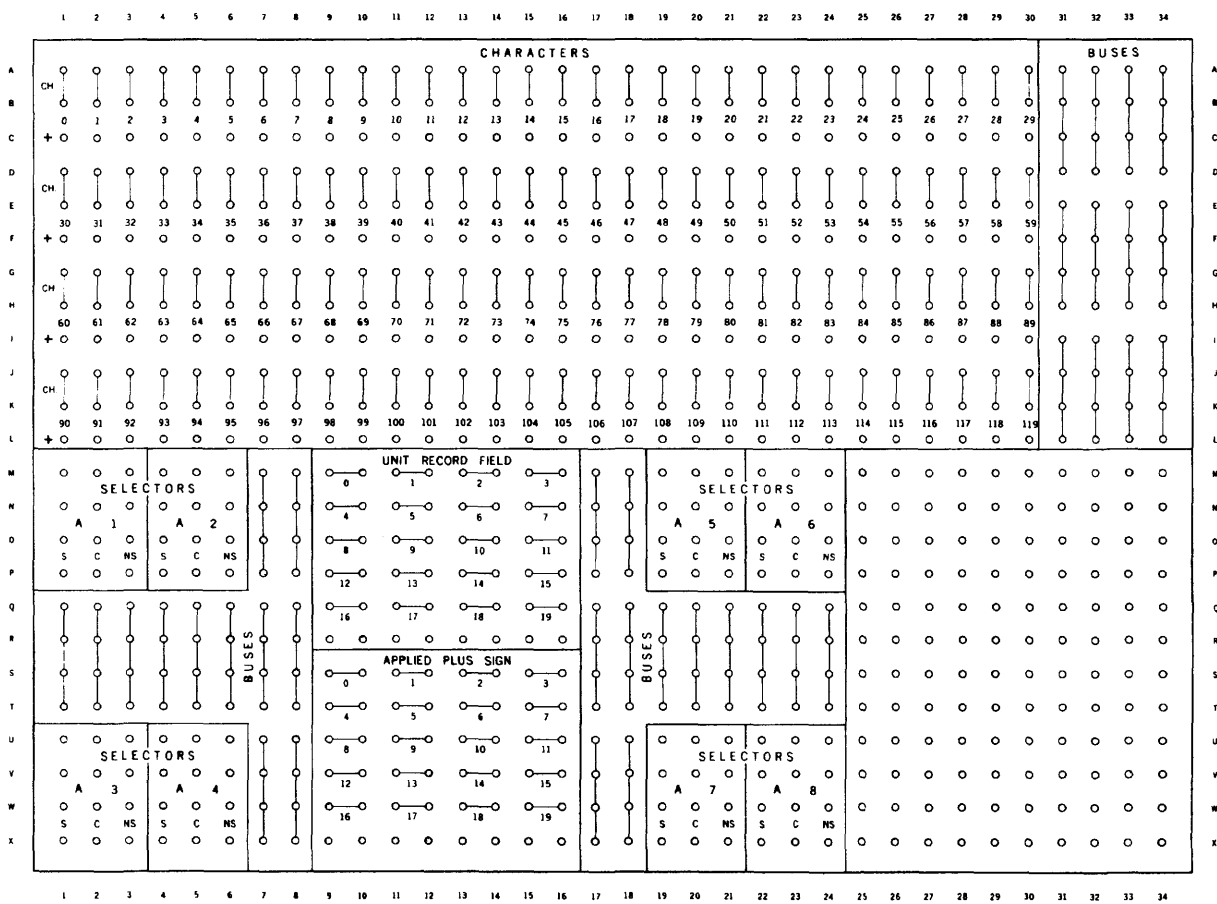 1 2 3 4 5 6 7 8 9 10 11 12 13 14 15 16 17 18 19 20 21 22 23 24 25 26 27 28 29 30 31 32 33 34
CHARACTERS BUSES
A A
CH
B B
0 1 2 3 4 5 6 7 8 9 10 11 12 13 14 15 16 17 18 19 20 21 22 23 24 25 26 27 28 29
C + C
D D
CH
E E
30 31 32 33 34 35 36 37 38 39 40 41 42 43 44 45 46 47 48 49 50 51 52 53 54 55 56 57 58 59
F + F
G G
CH
H H
60 61 62 63 64 65 66 67 68 69 70 71 72 73 74 75 76 77 78 79 80 81 82 83 84 85 86 87 88 89
I + I
J J
CH
K K
90 91 92 93 94 95 96 97 98 99 100 101 102 103 104 105 106 107 108 109 110 111 112 113 114 115 116 117 118 119
L + L
UNIT RECORD FIELD
M M
0 1 2 3
SELECTORS SELECTORS
N N
4 5 6 7
A 1 A 2 A 5 A 6
O O
8 9 10 11
S C NS S C NS S C NS S C NS
P P
12 13 14 15
Q Q
16 17 18 19
R BUSES BUSES R
APPLIED PLUS SIGN
S S
0 1 2 3
T T
4 5 6 7
U U
8 9 10 11
SELECTORS SELECTORS
V V
12 13 14 15
A 3 A 4 A 7 A 8
W W
16 17 18 19
S C NS S C NS S C NS S C NS
X X
1 2 3 4 5 6 7 8 9 10 11 12 13 14 15 16 17 18 19 20 21 22 23 24 25 26 27 28 29 30 31 32 33 34